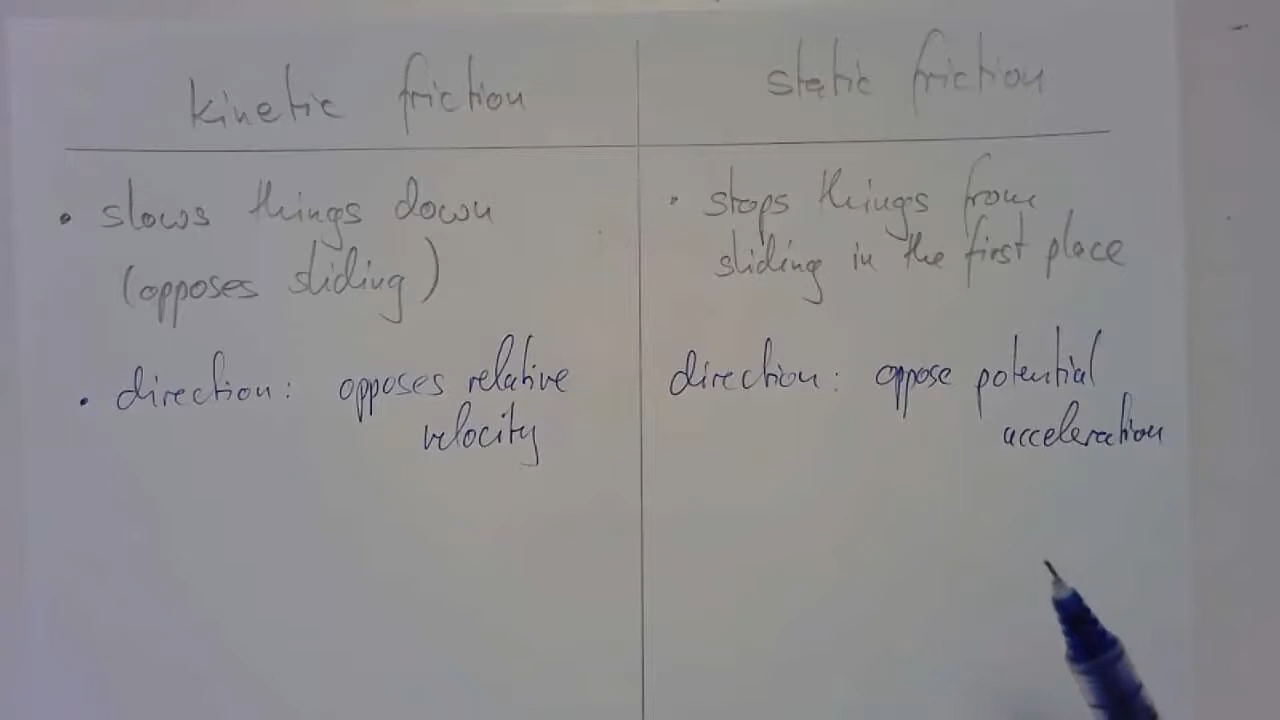 kinetic friction
static friction
• slows things down
(opposes sliding)
• direction: opposes relative
velocity
• stops things from
sliding in the first place
direction: oppose potential
acceleration